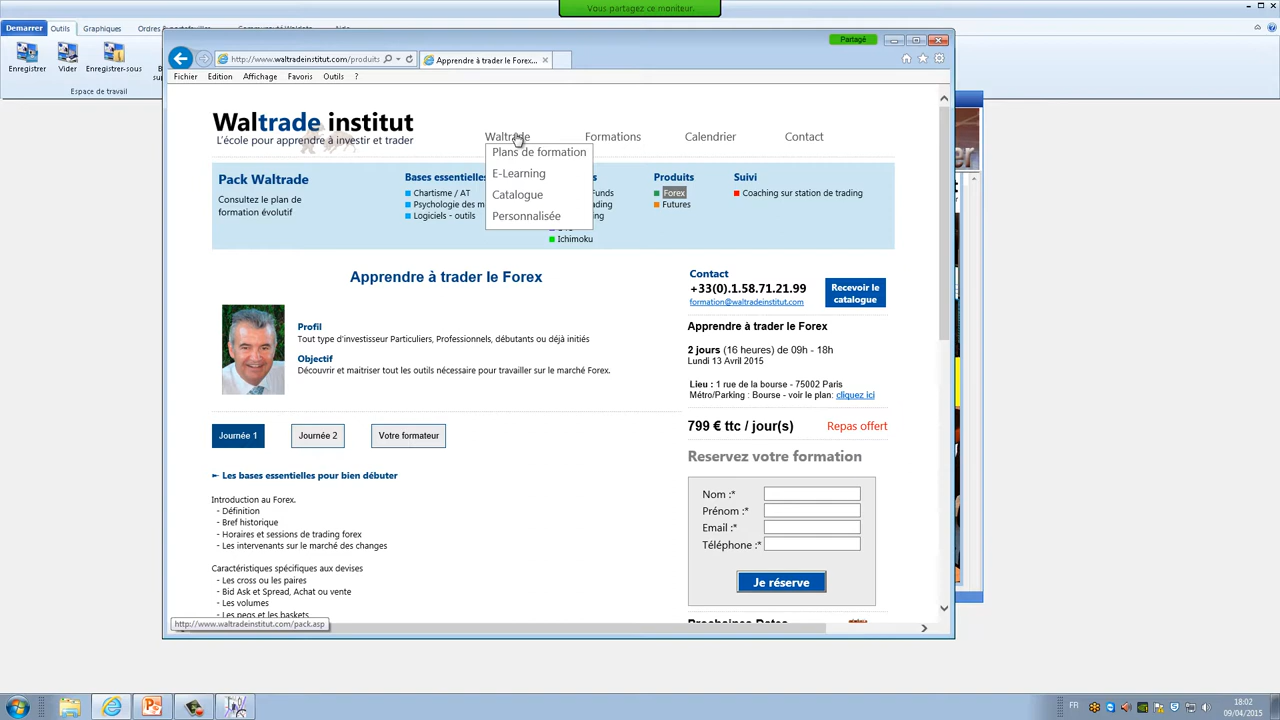 Vous partagez ce moniteur.
Demarrer Outils Graphiques Ordres
Enregistrer Vider Enregistrer-sous
Espace de travail
Partagé
http://www.waltradeinstitut.com/produits
Apprendre à trader le Forex...
Fichier Edition Affichage Favoris Outils ?
Waltrade institut
L'école pour apprendre à investir et trader
Waltrade Formations Calendrier Contact
Plans de formation
E-Learning
Catalogue
Personnalisée
Pack Waltrade
Consultez le plan de
formation évolutif
Bases essentielles
Chartisme / AT
Psychologie des m
Logiciels - outils
Ichimoku
Produits
Forex
Futures
Suivi
Coaching sur station de trading
Apprendre à trader le Forex
Profil
Tout type d'investisseur Particuliers, Professionnels, débutants ou déjà initiés
Objectif
Découvrir et maitriser tout les outils nécessaire pour travailler sur le marché Forex.
Journée 1 Journée 2 Votre formateur
► Les bases essentielles pour bien débuter
Introduction au Forex.
- Définition
- Bref historique
- Horaires et sessions de trading forex
- Les intervenants sur le marché des changes
Caractéristiques spécifiques aux devises
- Les cross ou les paires
- Bid Ask et Spread, Achat ou vente
- Les volumes
- Les pegs et les baskets
Contact
+33(0).1.58.71.21.99
formation@waltradeinstitut.com
Recevoir le
catalogue
Apprendre à trader le Forex
2 jours (16 heures) de 09h - 18h
Lundi 13 Avril 2015
Lieu : 1 rue de la bourse - 75002 Paris
Métro/Parking : Bourse - voir le plan: cliquez ici
799 € ttc / jour(s) Repas offert
Reservez votre formation
Nom :*
Prénom :*
Email :*
Téléphone :*
Je réserve
Prochaines Dates
http://www.waltradeinstitut.com/pack.asp
FR
18:02
09/04/2015